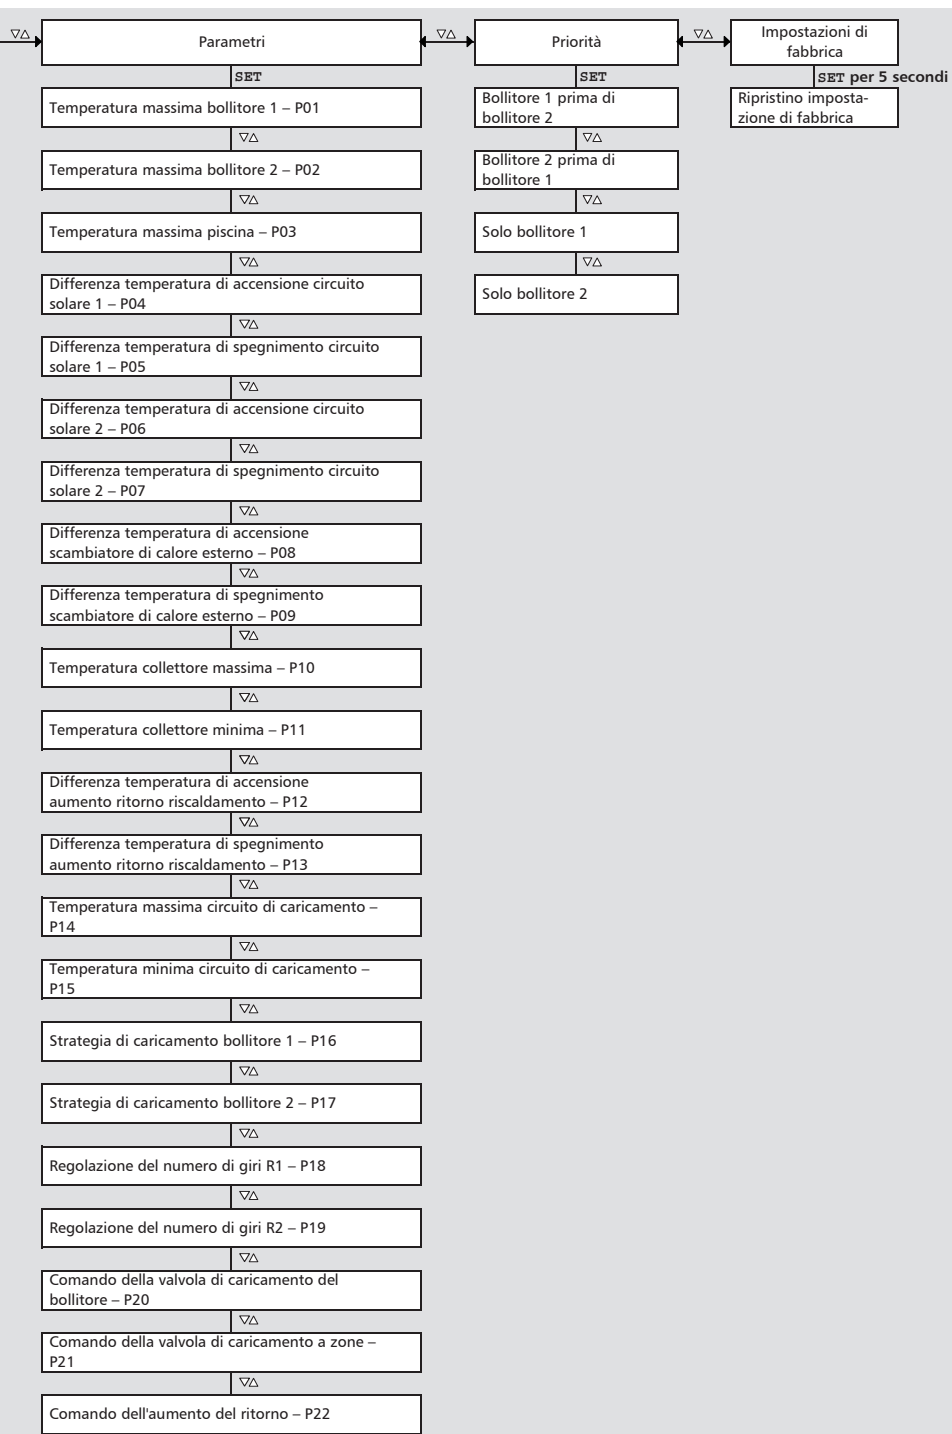 ▽△
Parametri
SET
Temperatura massima bollitore 1 – P01
▽△
Temperatura massima bollitore 2 – P02
▽△
Temperatura massima piscina – P03
▽△
Differenza temperatura di accensione circuito
solare 1 – P04
▽△
Differenza temperatura di spegnimento circuito
solare 1 – P05
▽△
Differenza temperatura di accensione circuito
solare 2 – P06
▽△
Differenza temperatura di spegnimento circuito
solare 2 – P07
▽△
Differenza temperatura di accensione
scambiatore di calore esterno – P08
▽△
Differenza temperatura di spegnimento
scambiatore di calore esterno – P09
▽△
Temperatura collettore massima – P10
▽△
Temperatura collettore minima – P11
▽△
Differenza temperatura di accensione
aumento ritorno riscaldamento – P12
▽△
Differenza temperatura di spegnimento
aumento ritorno riscaldamento – P13
▽△
Temperatura massima circuito di caricamento –
P14
▽△
Temperatura minima circuito di caricamento –
P15
▽△
Strategia di caricamento bollitore 1 – P16
▽△
Strategia di caricamento bollitore 2 – P17
▽△
Regolazione del numero di giri R1 – P18
▽△
Regolazione del numero di giri R2 – P19
▽△
Comando della valvola di caricamento del
bollitore – P20
▽△
Comando della valvola di caricamento a zone –
P21
▽△
Comando dell'aumento del ritorno – P22
▽△
Priorità
SET
Bollitore 1 prima di
bollitore 2
▽△
Bollitore 2 prima di
bollitore 1
▽△
Solo bollitore 1
▽△
Solo bollitore 2
▽△
Impostazioni di
fabbrica
SET per 5 secondi
Ripristino imposta-
zione di fabbrica